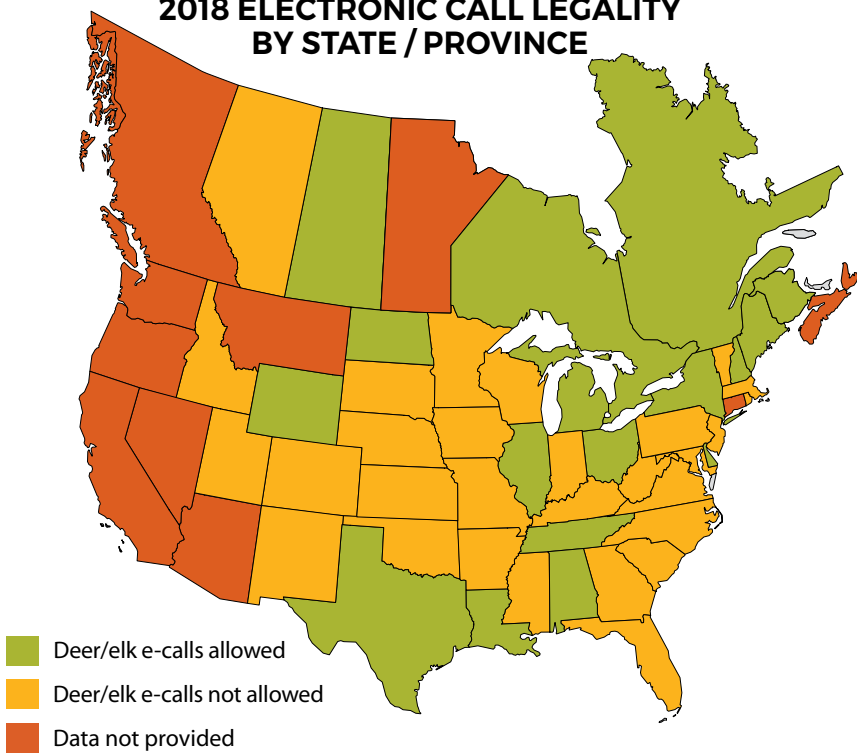 2018 ELECTRONIC CALL LEGALITY
BY STATE / PROVINCE
Deer/elk e-calls allowed
Deer/elk e-calls not allowed
Data not provided